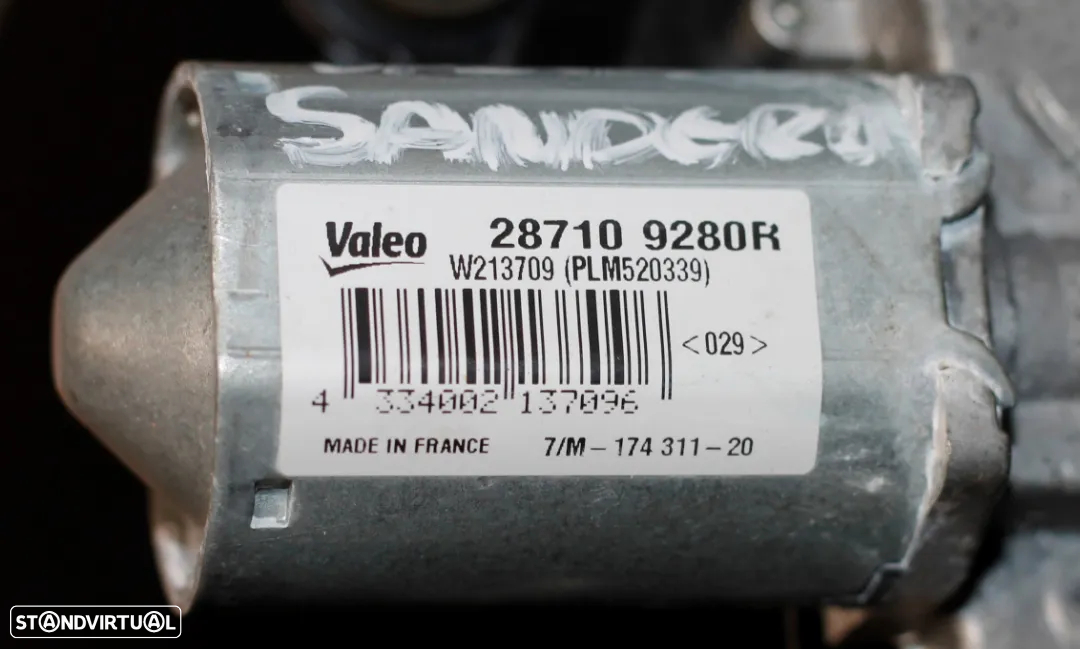 SANDERO
Valeo
28710 9280R
W213709 (PLM520339)
<029>
4 334002 137096
MADE IN FRANCE
7/M-174 311-20
STANDVIRTUAL